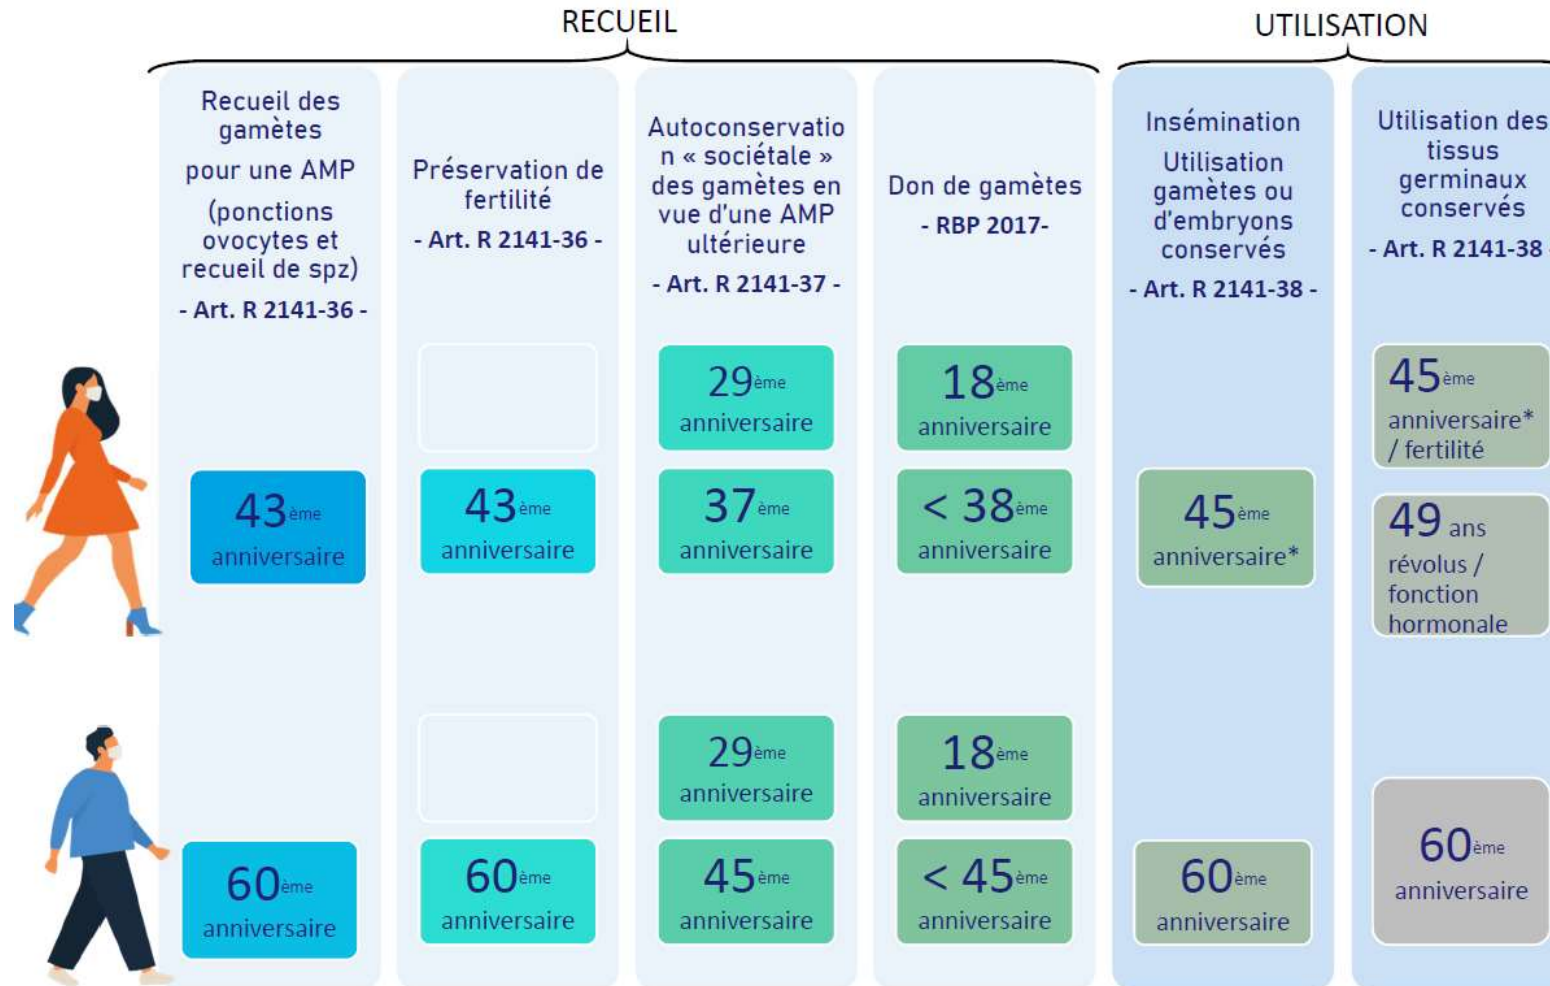 RECUEIL
UTILISATION
Recueil des
gamètes
pour une AMP
(ponctions
ovocytes et
recueil de spz)
- Art. R 2141-36 -
Préservation de
fertilité
- Art. R 2141-36 -
Autoconservatio
n « sociétale »
des gamètes en
vue d'une AMP
ultérieure
- Art. R 2141-37 -
Don de gamètes
- RBP 2017-
Insémination
Utilisation
gamètes ou
d'embryons
conservés
- Art. R 2141-38 -
Utilisation des
tissus
germinaux
conservés
- Art. R 2141-38 -
29ème
anniversaire
18ème
anniversaire
45ème
anniversaire*
/ fertilité
43ème
anniversaire
43ème
anniversaire
37ème
anniversaire
< 38ème
anniversaire
45ème
anniversaire*
49 ans
révolus /
fonction
hormonale
29ème
anniversaire
18ème
anniversaire
60ème
anniversaire
60ème
anniversaire
45ème
anniversaire
< 45ème
anniversaire
60ème
anniversaire
60ème
anniversaire